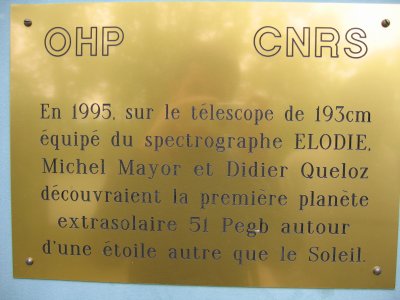 OHP CNRS
En 1995, sur le télescope de 193cm
équipé du spectrographe ELODIE,
Michel Mayor et Didier Queloz
découvraient la première planète
extrasolaire 51 Pegb autour
d'une étoile autre que le Soleil.